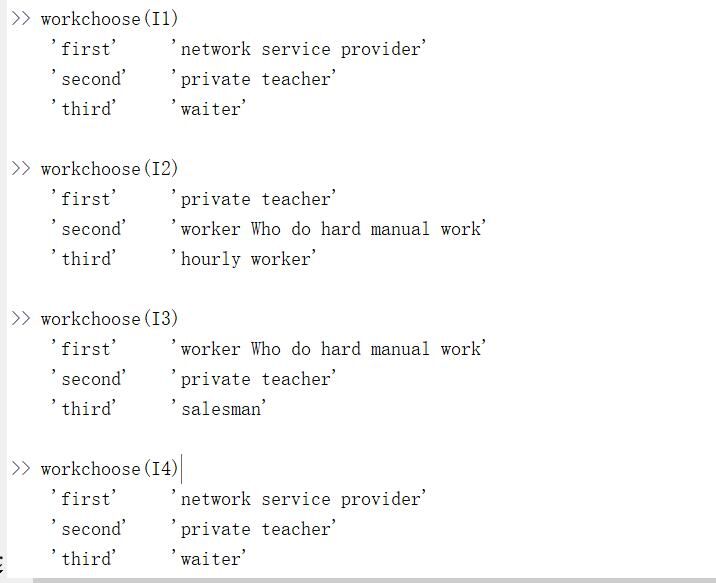 >> workchoose(I1)
'first' 'network service provider'
'second' 'private teacher'
'third' 'waiter'
>> workchoose(I2)
'first' 'private teacher'
'second' 'worker Who do hard manual work'
'third' 'hourly worker'
>> workchoose(I3)
'first' 'worker Who do hard manual work'
'second' 'private teacher'
'third' 'salesman'
>> workchoose(I4)
'first' 'network service provider'
'second' 'private teacher'
'third' 'waiter'